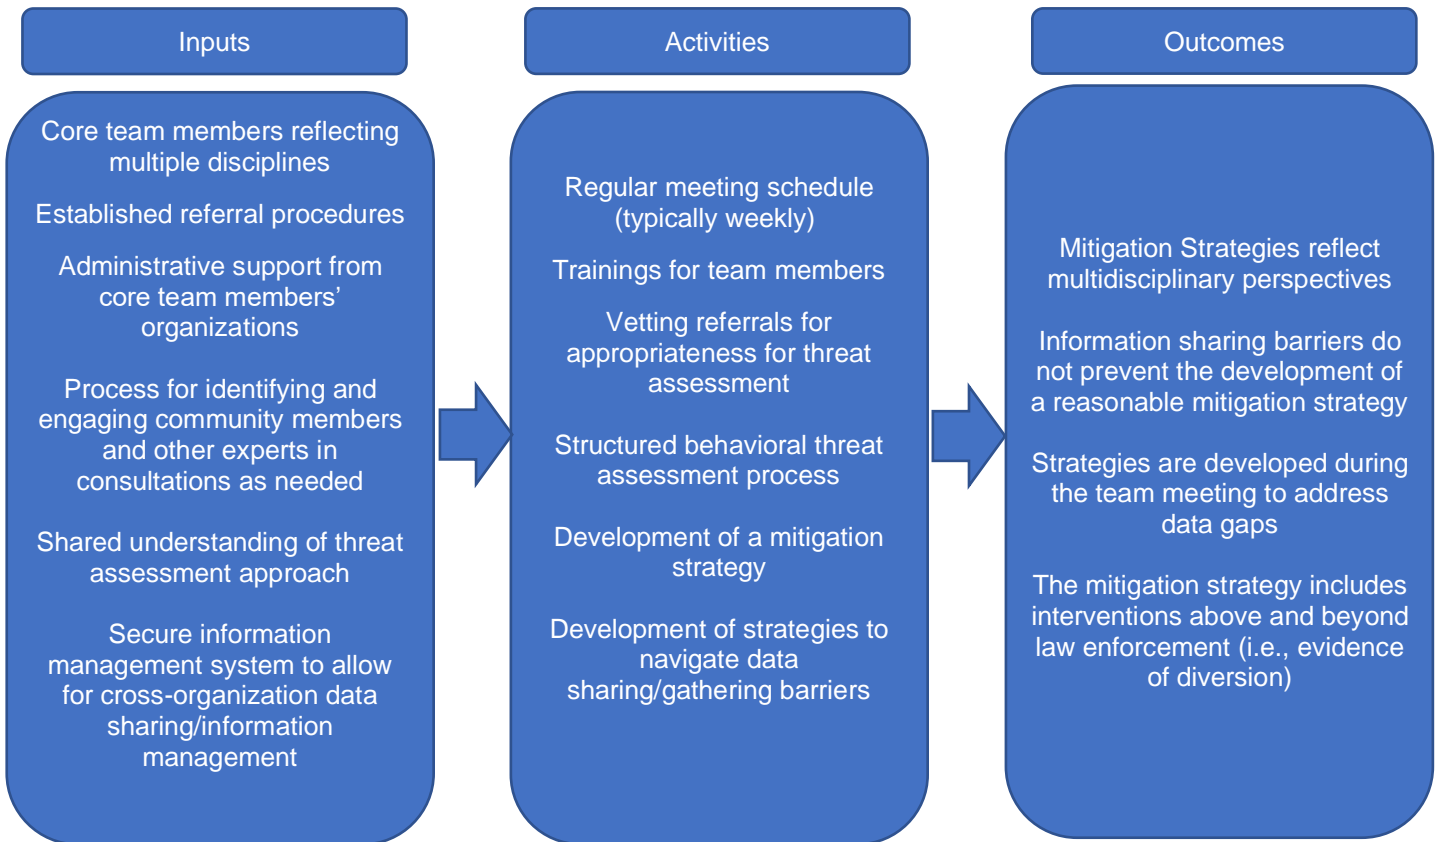 Inputs
Core team members reflecting
multiple disciplines
Established referral procedures
Administrative support from
core team members’
organizations
Process for identifying and
engaging community members
and other experts in
consultations as needed
Shared understanding of threat
assessment approach
Secure information
management system to allow
for cross-organization data
sharing/information
management
Activities
Regular meeting schedule
(typically weekly)
Trainings for team members
Vetting referrals for
appropriateness for threat
assessment
Structured behavioral threat
assessment process
Development of a mitigation
strategy
Development of strategies to
navigate data
sharing/gathering barriers
Outcomes
Mitigation Strategies reflect
multidisciplinary perspectives
Information sharing barriers do
not prevent the development of
a reasonable mitigation strategy
Strategies are developed during
the team meeting to address
data gaps
The mitigation strategy includes
interventions above and beyond
law enforcement (i.e., evidence
of diversion)